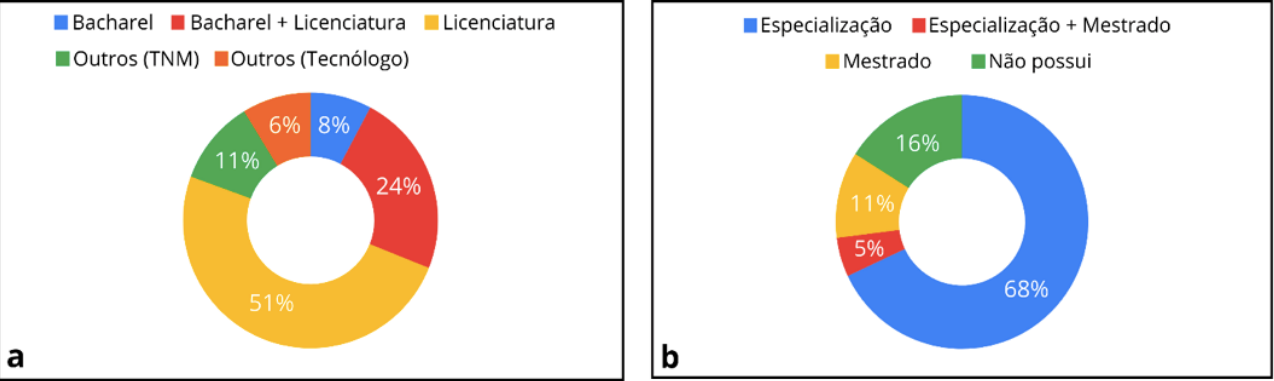 Bacharel Bacharel + Licenciatura Licenciatura
Outros (TNM) Outros (Tecnólogo)
6% 8%
11%
24%
51%
a
Especialização Especialização + Mestrado
Mestrado Não possui
16%
11%
5%
68%
b